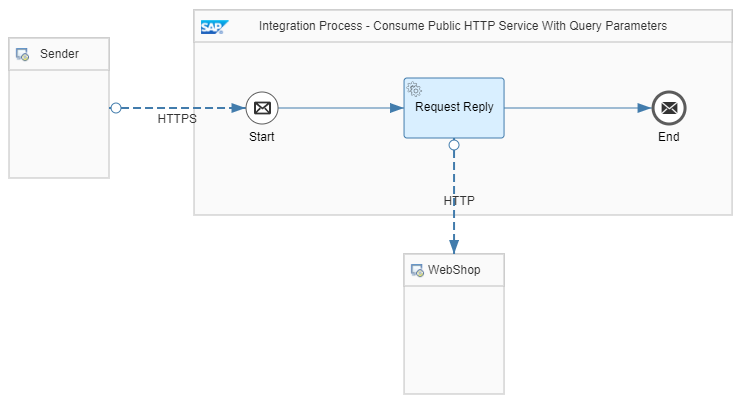 SAP
Integration Process - Consume Public HTTP Service With Query Parameters
Sender
HTTPS
Start
Request Reply
End
HTTP
WebShop